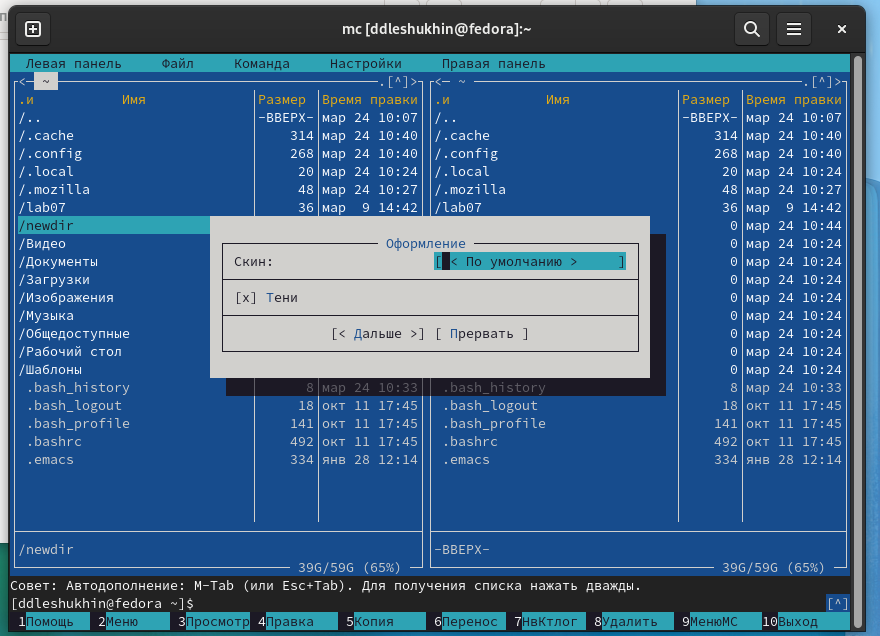 mc [ddleshukhin@fedora]:~
Левая панель Файл Команда Настройки Правая панель
<— ~ .[^]> <— ~ .[^]>
.и Имя Размер Время правки .и Имя Размер Время правки
/.. -ВВЕРХ- мар 24 10:07 /.. -ВВЕРХ- мар 24 10:07
/.cache 314 мар 24 10:40 /.cache 314 мар 24 10:40
/.config 268 мар 24 10:40 /.config 268 мар 24 10:40
/.local 20 мар 24 10:24 /.local 20 мар 24 10:24
/.mozilla 48 мар 24 10:27 /.mozilla 48 мар 24 10:27
/lab07 36 мар 9 14:42 /lab07 36 мар 9 14:42
/newdir 0 мар 24 10:44
/Видео Оформление 0 мар 24 10:24
/Документы Скин: [ < По умолчанию > ] 0 мар 24 10:24
/Загрузки 0 мар 24 10:24
/Изображения [x] Тени 0 мар 24 10:24
/Музыка 0 мар 24 10:24
/Общедоступные [< Дальше >] [ Прервать ] 0 мар 24 10:24
/Рабочий стол 0 мар 24 10:24
/Шаблоны 0 мар 24 10:24
.bash_history 8 мар 24 10:33 .bash_history 8 мар 24 10:33
.bash_logout 18 окт 11 17:45 .bash_logout 18 окт 11 17:45
.bash_profile 141 окт 11 17:45 .bash_profile 141 окт 11 17:45
.bashrc 492 окт 11 17:45 .bashrc 492 окт 11 17:45
.emacs 334 янв 28 12:14 .emacs 334 янв 28 12:14
/newdir -ВВЕРХ-
39G/59G (65%) 39G/59G (65%)
Совет: Автодополнение: M-Tab (или Esc+Tab). Для получения списка нажать дважды.
[ddleshukhin@fedora ~]$ [^]
1Помощь 2Меню 3Просмотр 4Правка 5Копия 6Перенос 7НвКтлог 8Удалить 9МенюМС 10Выход